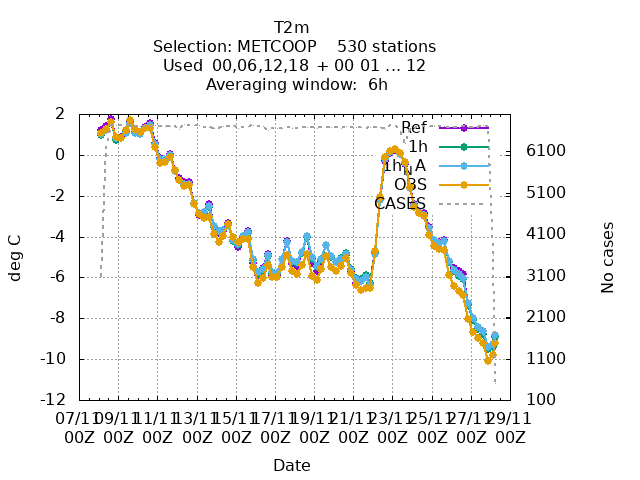 T2m
Selection: METCOOP 530 stations
Used 00,06,12,18 + 00 01 ... 12
Averaging window: 6h
2
0
-2
-4
-6
-8
-10
-12
deg C
Ref
1h
1h_A
OBS
CASES
6100
5100
4100
3100
2100
1100
100
No cases
07/11 09/11 11/11 13/11 15/11 17/11 19/11 21/11 23/11 25/11 27/11 29/11
00Z 00Z 00Z 00Z 00Z 00Z 00Z 00Z 00Z 00Z 00Z 00Z
Date